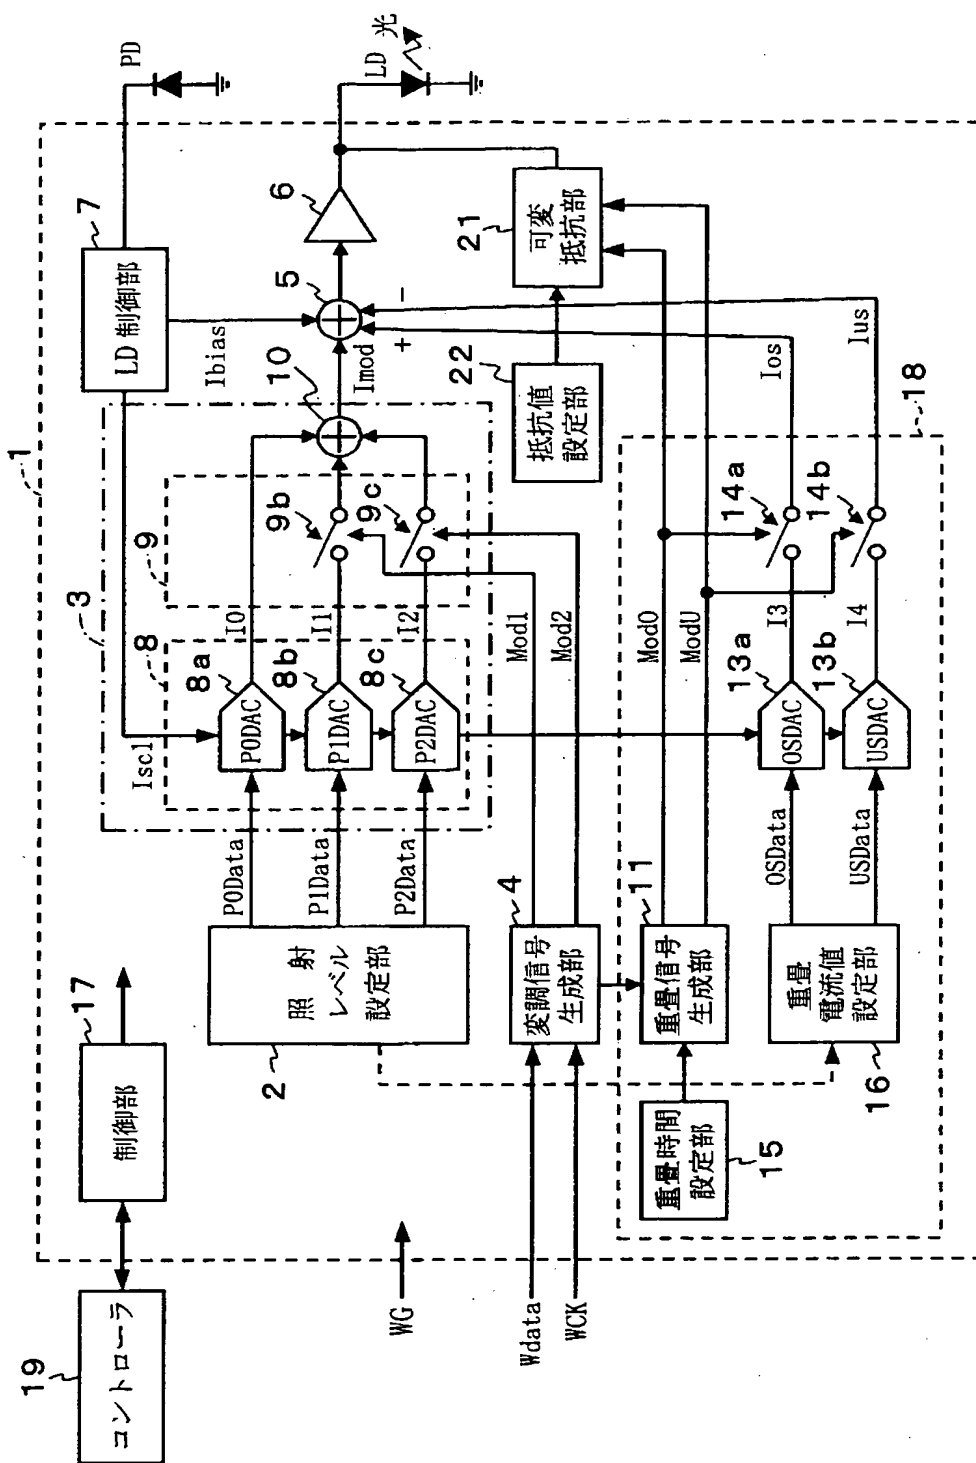 1
19
コントローラ
17
制御部
WG
Wdata
WCK
2
照　射
レベル
設定部
P0Data
P1Data
P2Data
Iscl
3
8
8a
P0DAC
8b
P1DAC
8c
P2DAC
9
I0
I1
I2
9b
9c
10
7
LD 制御部
PD
Ibias
Imod
5
+
-
6
LD 光
4
変調信号
生成部
Mod1
Mod2
22
抵抗値
設定部
21
可変
抵抗部
11
重畳信号
生成部
ModO
ModU
15
重畳時間
設定部
16
重畳
電流値
設定部
OSData
USData
13a
OSDAC
13b
USDAC
I3
I4
14a
14b
Ios
Ius
18